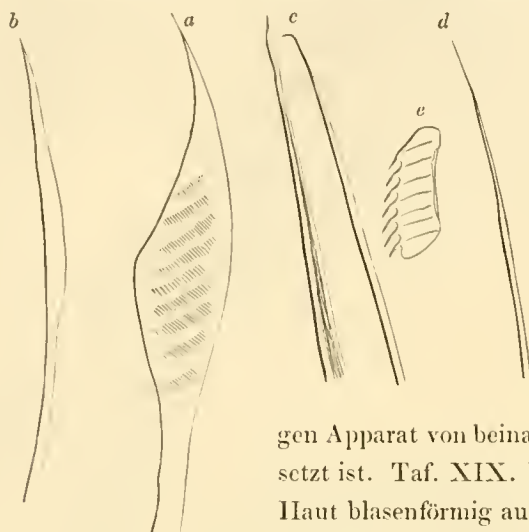 b a c d
e
gen Apparat von beina
setzt ist. Taf. XIX.
Haut blasenförmig au